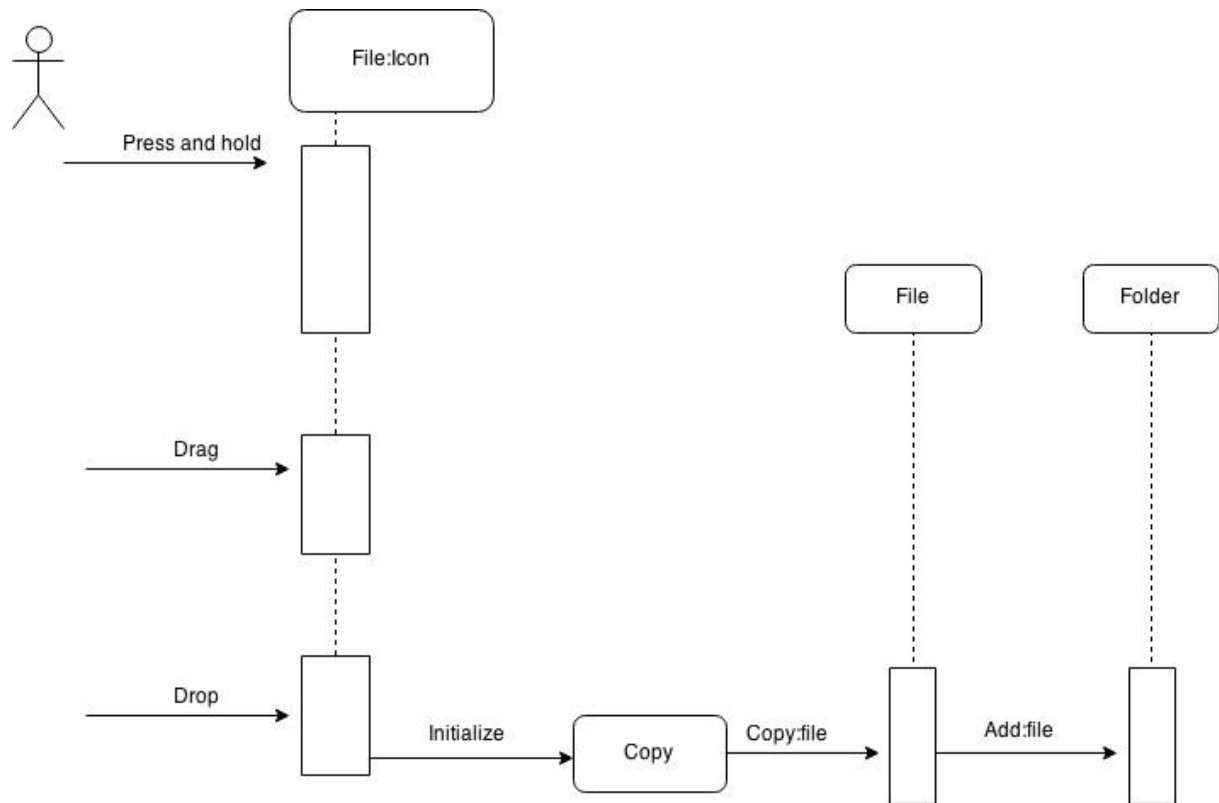 File:Icon
Press and hold
File
Folder
Drag
Drop
Initialize
Copy
Copy:file
Add:file